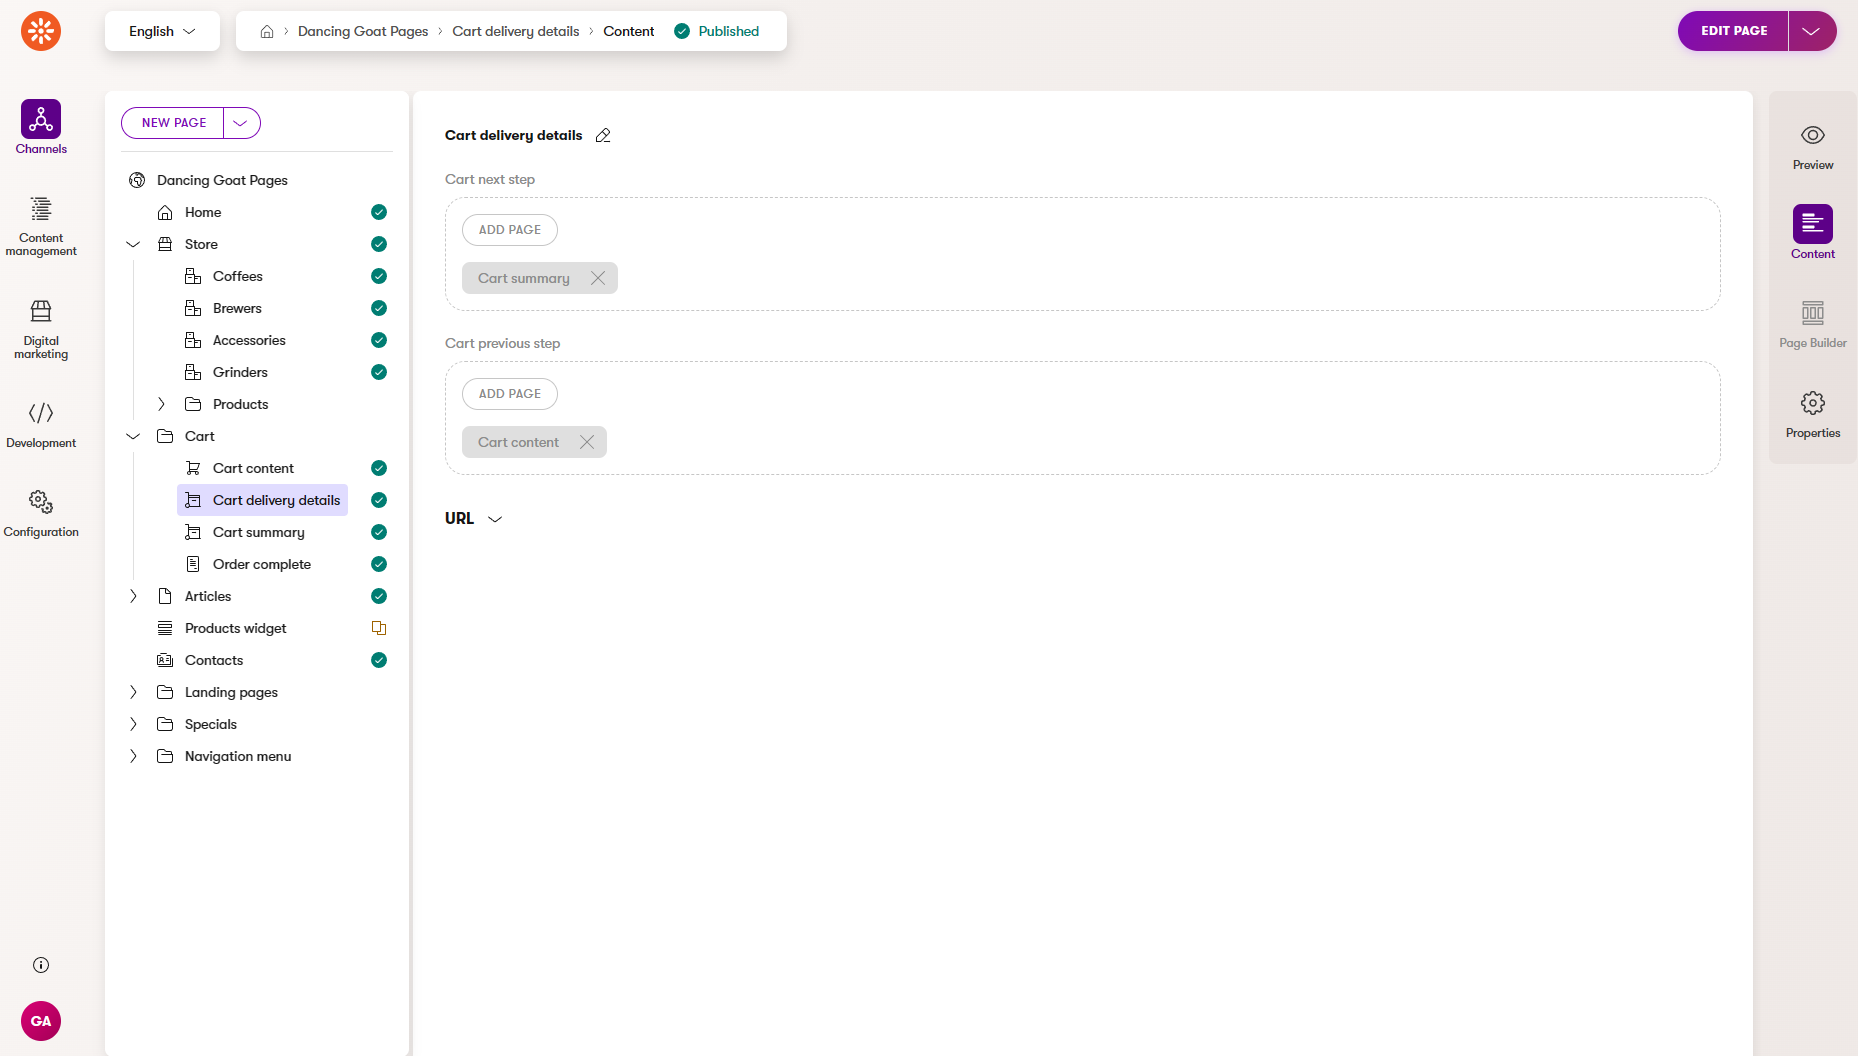 English
Dancing Goat Pages
Cart delivery details
Content
Published
EDIT PAGE
Channels
Content
management
Digital
marketing
Development
Configuration
GA
NEW PAGE
Dancing Goat Pages
Home
Store
Coffees
Brewers
Accessories
Grinders
Products
Cart
Cart content
Cart delivery details
Cart summary
Order complete
Articles
Products widget
Contacts
Landing pages
Specials
Navigation menu
Cart delivery details
Cart next step
ADD PAGE
Cart summary
Cart previous step
ADD PAGE
Cart content
URL
Preview
Content
Page Builder
Properties